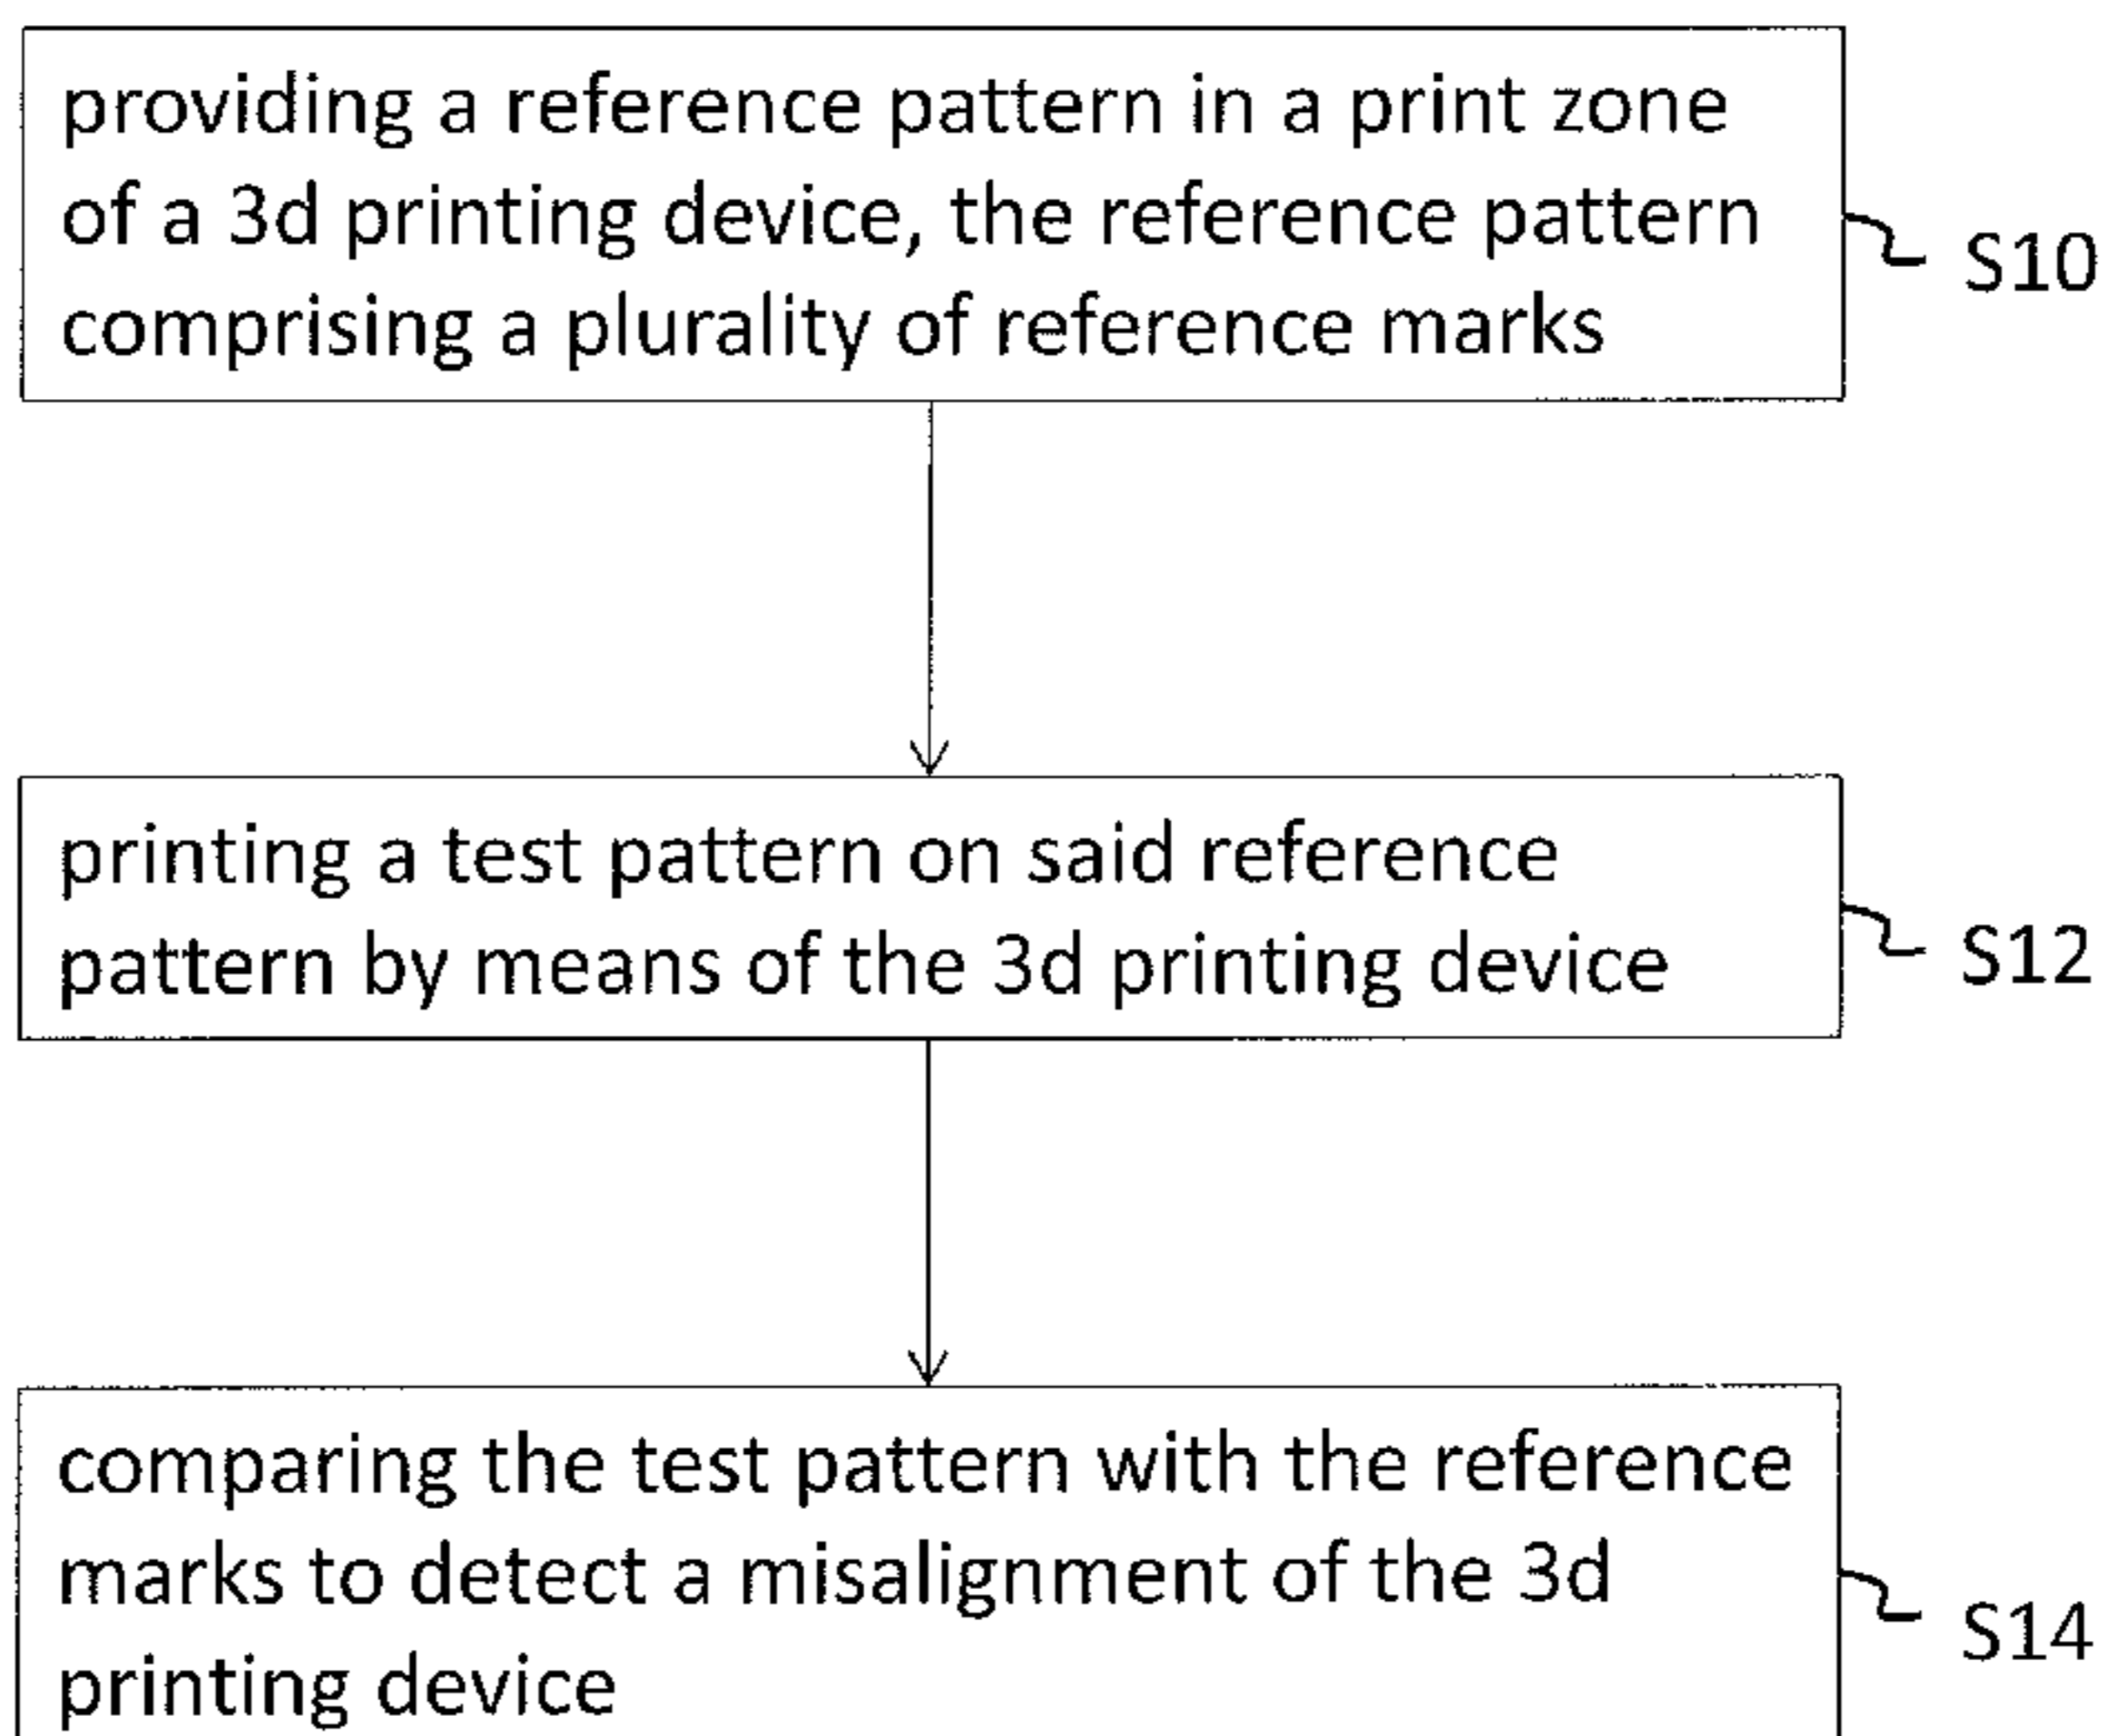 providing a reference pattern in a print zone
of a 3d printing device, the reference pattern
comprising a plurality of reference marks
S10
printing a test pattern on said reference
pattern by means of the 3d printing device
S12
comparing the test pattern with the reference
marks to detect a misalignment of the 3d
printing device
S14